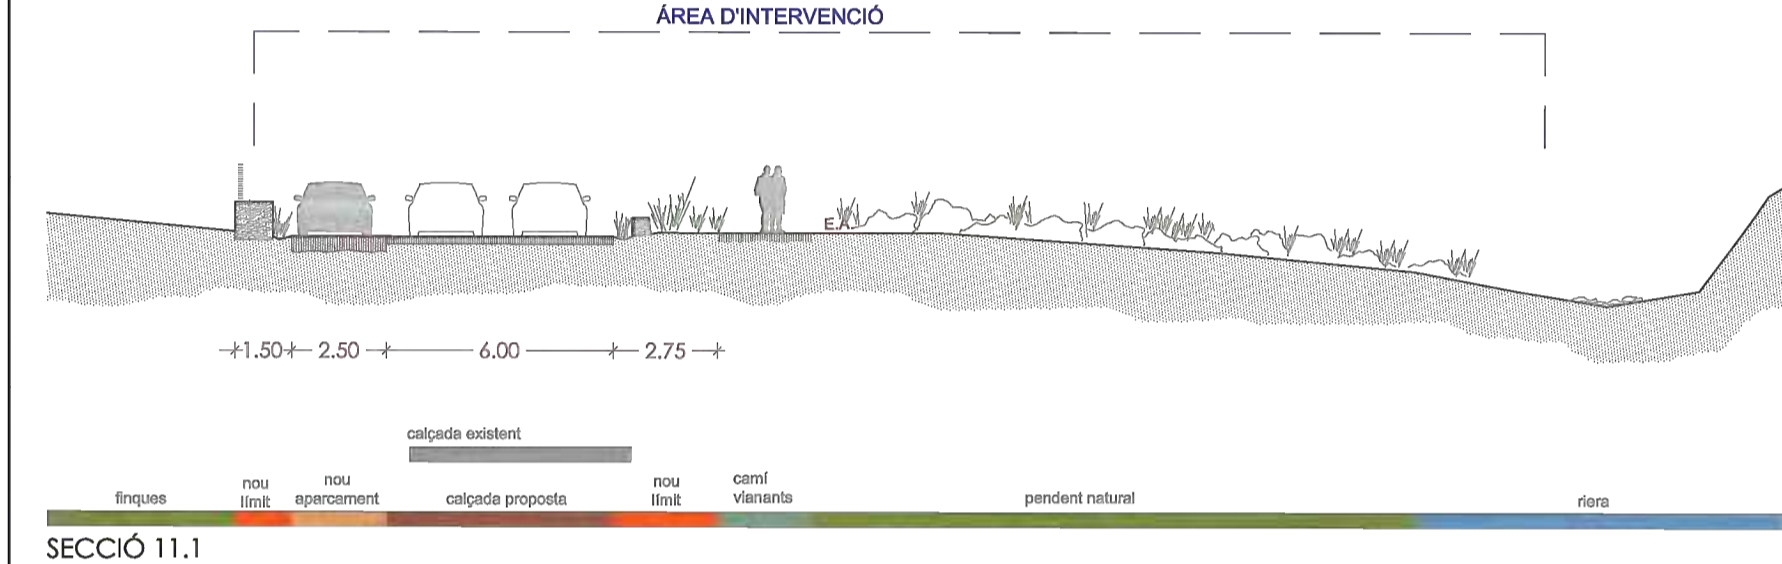 ÁREA D'INTERVENCIÓ
E.A.
1.50 2.50 6.00 2.75
calçada existent
finques
nou
límit
nou
aparcament
calçada proposta
nou
límit
camí
vianants
pendent natural
riera
SECCIÓ 11.1